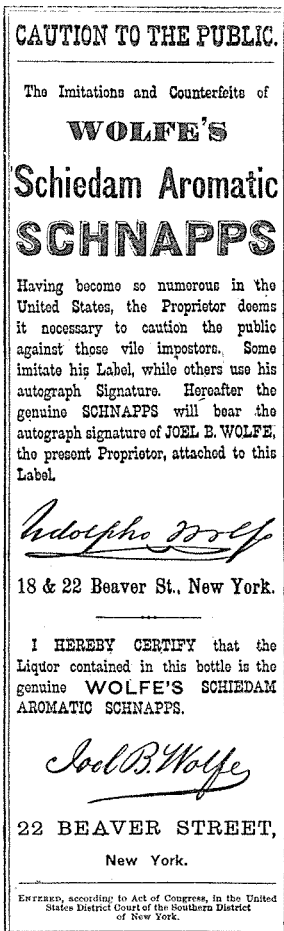 CAUTION TO THE PUBLIC.
The Imitations and Counterfeits of
WOLFE'S
Schiedam Aromatic
SCHNAPPS
Having become so numerous in the
United States, the Proprietor deems
it necessary to caution the public
against those vile impostors. Some
imitate his Label, while others use his
autograph Signature. Hereafter the
genuine SCHNAPPS will bear the
autograph signature of JOEL B. WOLFE,
the present Proprietor, attached to this
Label.
Udolpho Wolfe
18 & 22 Beaver St., New York.
I HEREBY CERTIFY that the
Liquor contained in this bottle is the
genuine WOLFE'S SCHIEDAM
AROMATIC SCHNAPPS.
Joel B. Wolfe
22 BEAVER STREET,
New York.
ENTERED, according to Act of Congress, in the United
States District Court of the Southern District
of New York.